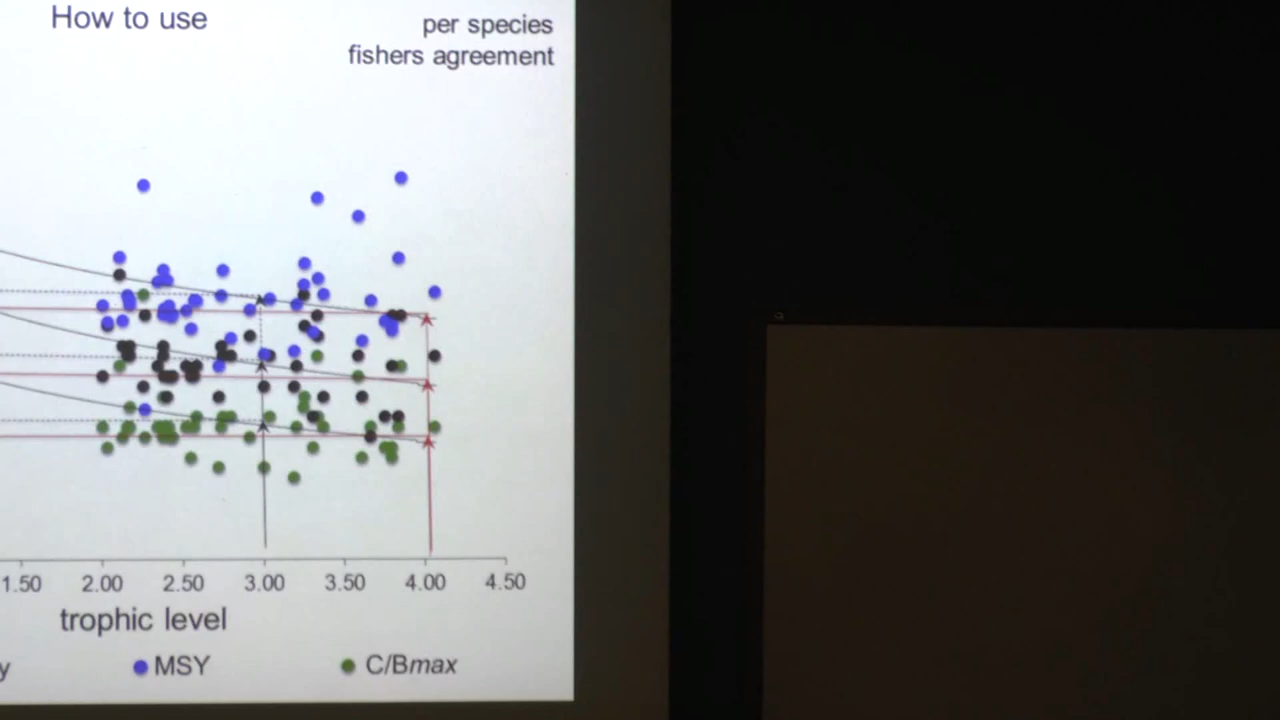 How to use
per species
fishers agreement
1.50 2.00 2.50 3.00 3.50 4.00 4.50
trophic level
y MSY C/Bmax